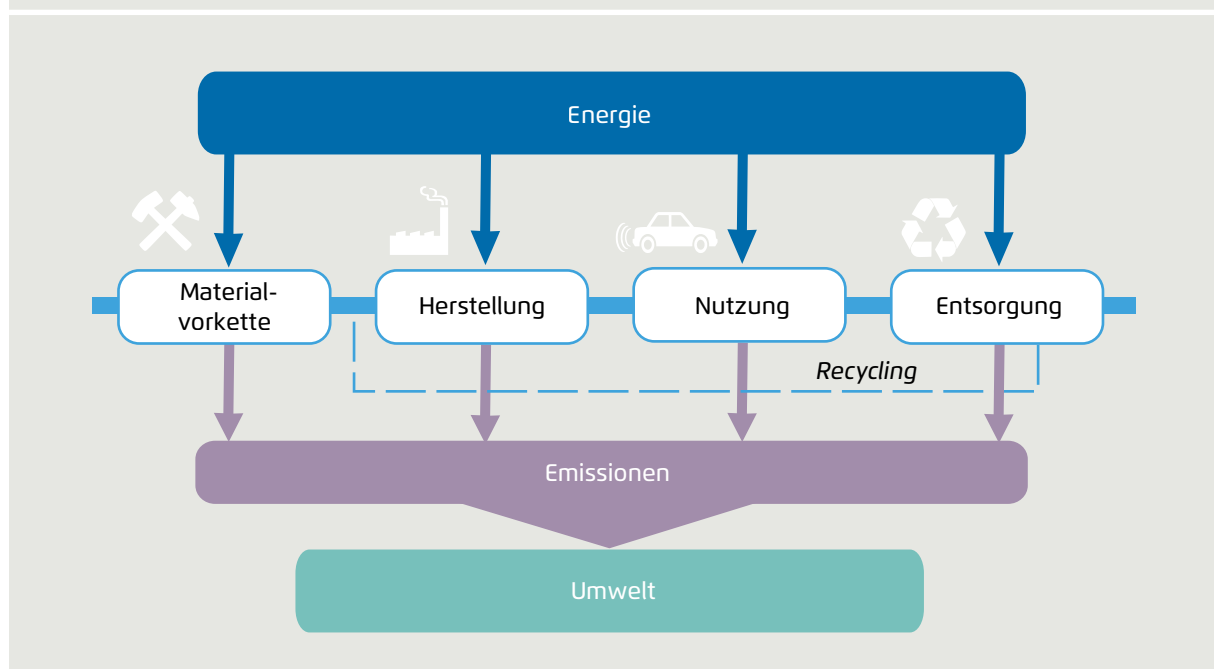 Energie
Material-
vorkette
Herstellung
Nutzung
Entsorgung
Recycling
Emissionen
Umwelt